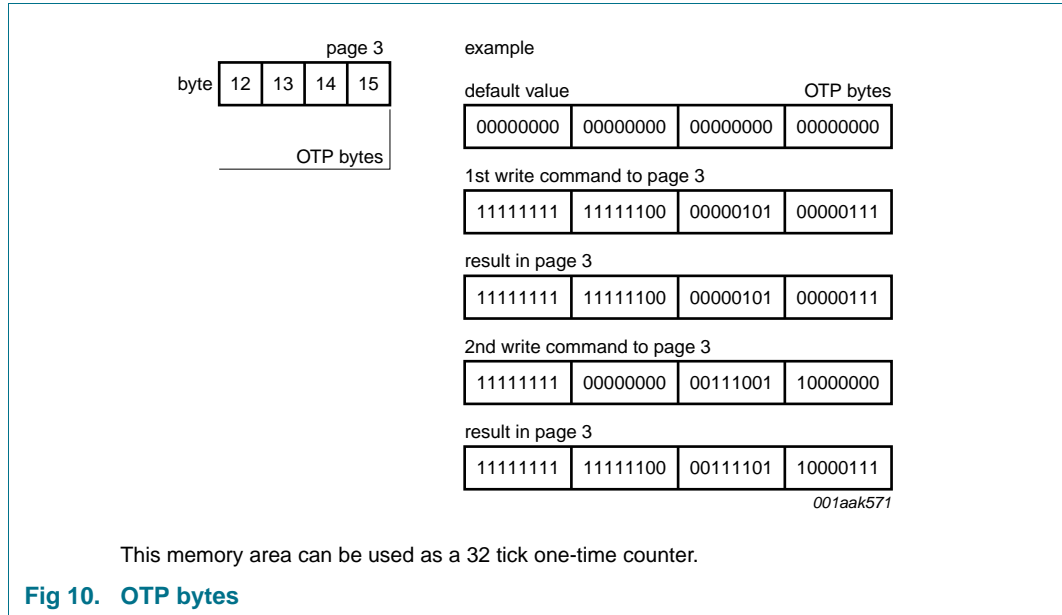 page 3
byte 12 13 14 15
OTP bytes
example
default value OTP bytes
00000000 00000000 00000000 00000000
1st write command to page 3
11111111 11111100 00000101 00000111
result in page 3
11111111 11111100 00000101 00000111
2nd write command to page 3
11111111 00000000 00111001 10000000
result in page 3
11111111 11111100 00111101 10000111
001aak571
This memory area can be used as a 32 tick one-time counter.
Fig 10. OTP bytes